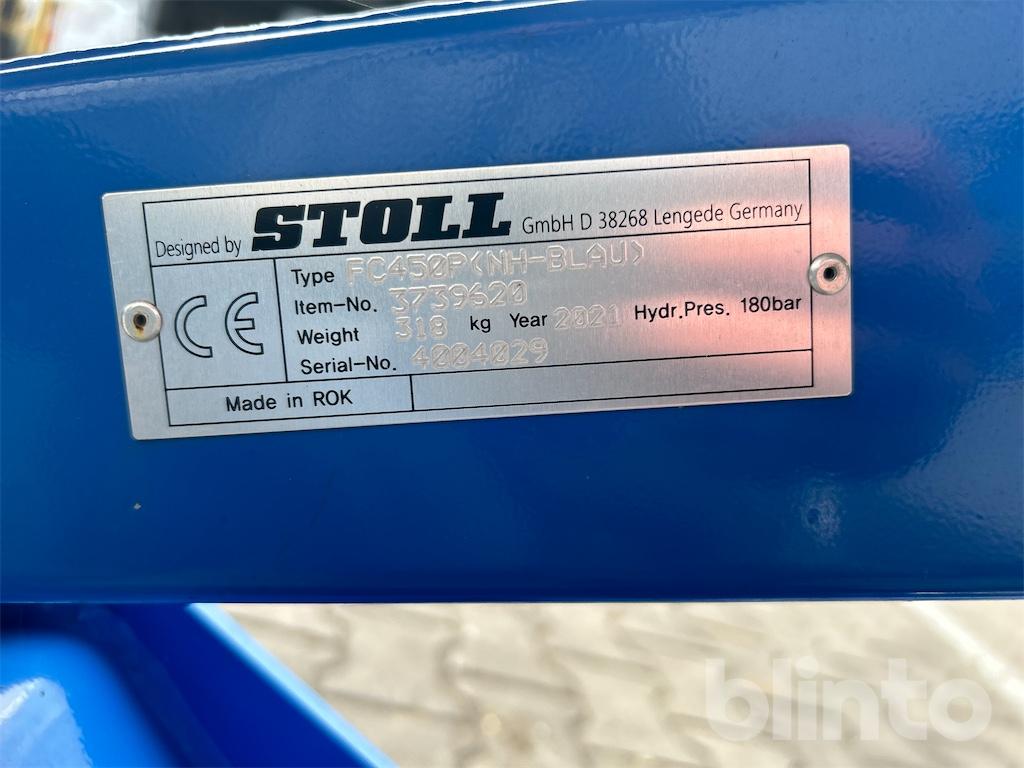 Designed by STOLL GmbH D 38268 Lengede Germany
CE
Type FC450P(NH-BLAU)
Item-No. 3739620
Weight 318 kg Year 2021 Hydr.Pres. 180bar
Serial-No. 4004029
Made in ROK
blinto